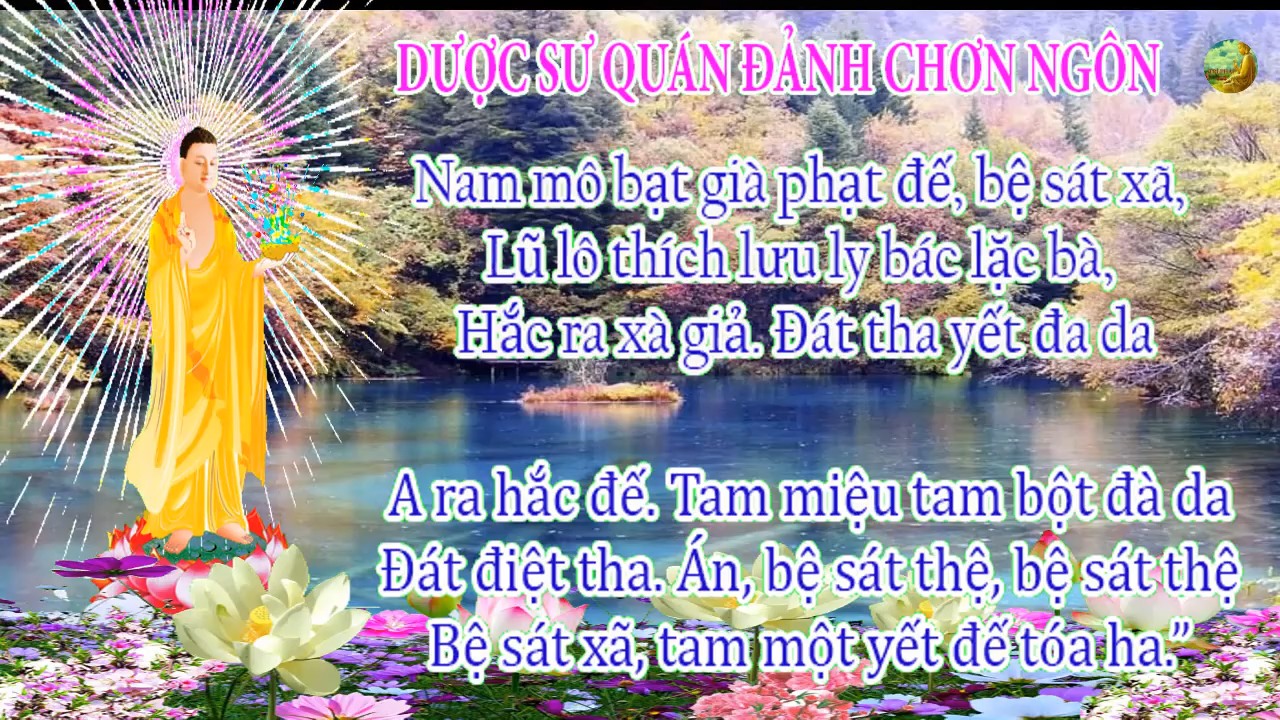 DƯỢC SƯ QUÁN ĐẢNH CHƠN NGÔN
Nam mô bạt già phạt đế, bệ sát xã,
Lũ lô thích lưu ly bác lặc bà,
Hắc ra xà giả. Đát tha yết đa da
A ra hắc đế. Tam miệu tam bột đà da
Đát điệt tha. Án, bệ sát thệ, bệ sát thệ
Bệ sát xã, tam một yết đế tóa ha.”